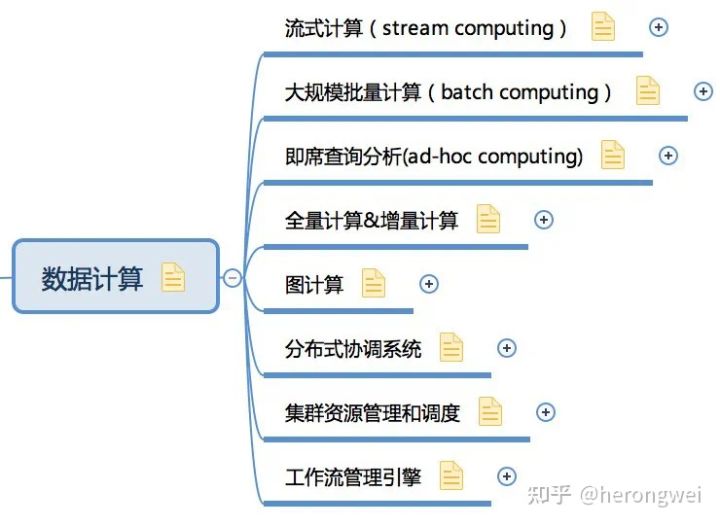 流式计算（stream computing）
大规模批量计算（batch computing）
即席查询分析(ad-hoc computing)
全量计算&增量计算
数据计算
图计算
分布式协调系统
集群资源管理和调度
工作流管理引擎
知乎 @herongwei